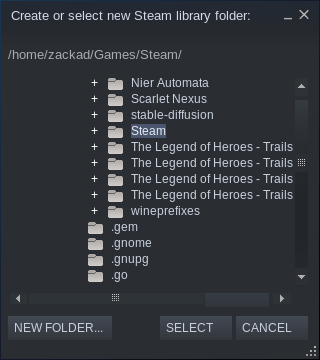 Create or select new Steam library folder:
/home/zackad/Games/Steam/
+ Nier Automata
+ Scarlet Nexus
+ stable-diffusion
+ Steam
+ The Legend of Heroes - Trails
+ The Legend of Heroes - Trails
+ The Legend of Heroes - Trails
+ The Legend of Heroes - Trails
+ wineprefixes
.gem
.gnome
.gnupg
.go
NEW FOLDER... SELECT CANCEL